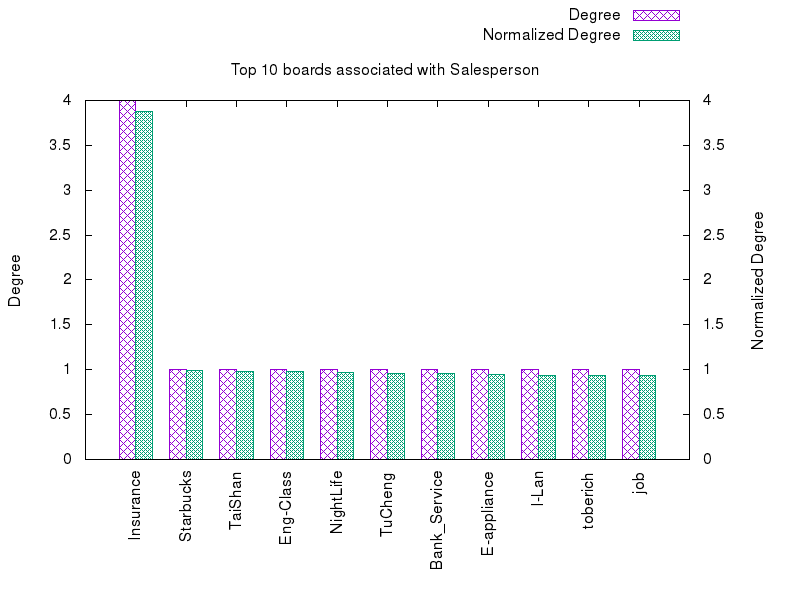 Degree
Normalized Degree
Top 10 boards associated with Salesperson
4 4
3.5 3.5
3 3
2.5 2.5
2 2
1.5 1.5
1 1
0.5 0.5
0 0
Degree
Normalized Degree
Insurance
Starbucks
TaiShan
Eng-Class
NightLife
TuCheng
Bank_Service
E-appliance
I-Lan
toberich
job